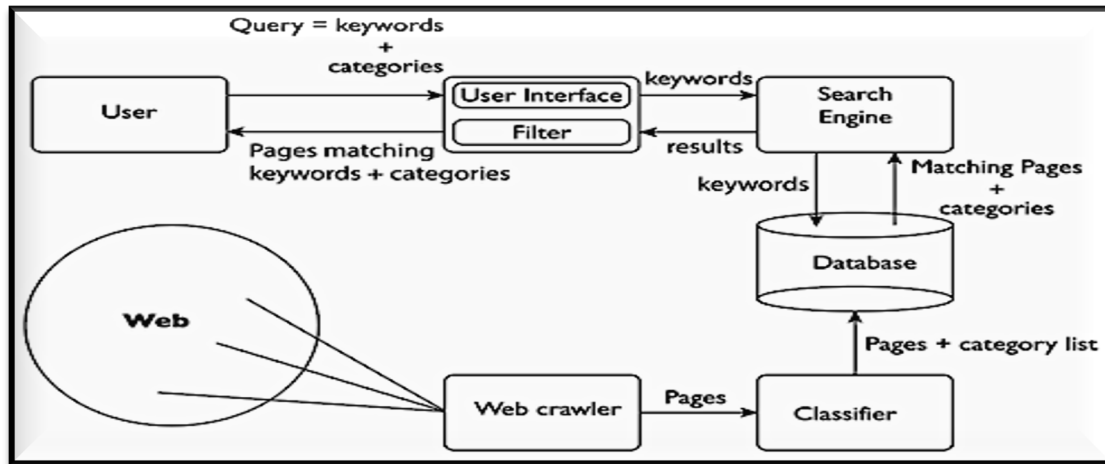 Query = keywords
+
categories
User
User Interface
Filter
keywords
results
Search
Engine
Pages matching
keywords + categories
keywords
Matching Pages
+
categories
Database
Web
Pages + category list
Web crawler
Pages
Classifier